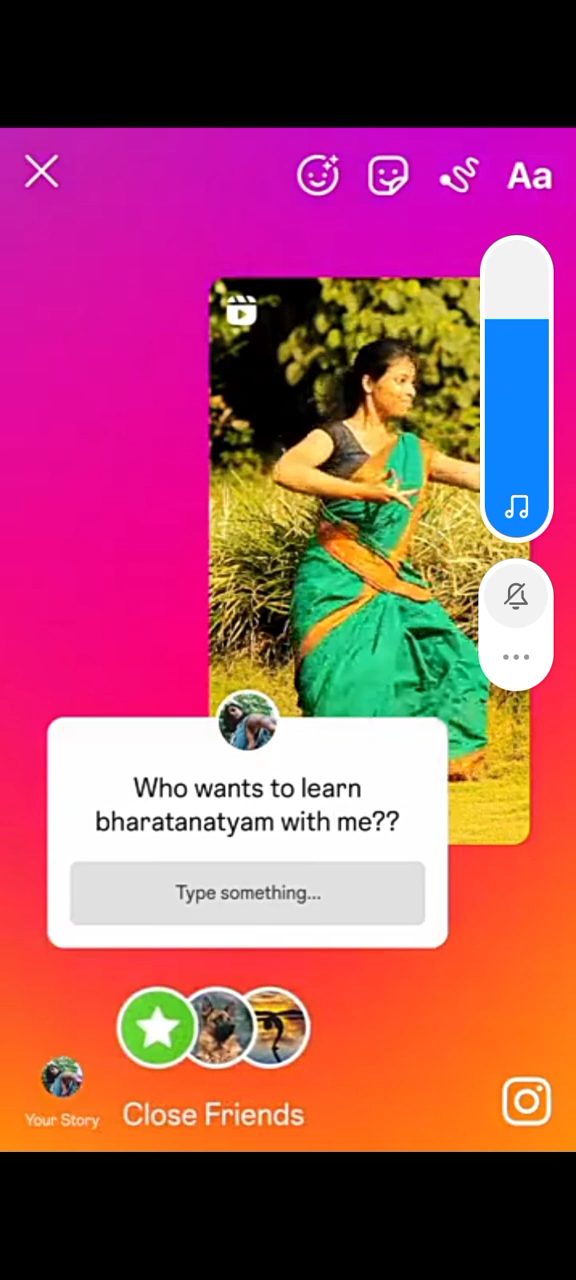 Aa
Who wants to learn
bharatanatyam with me??
Type something...
Your Story
Close Friends